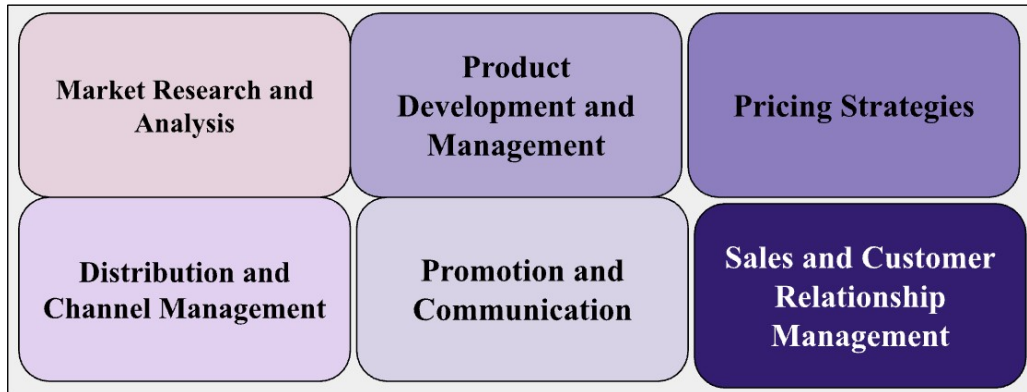 Market Research and
Analysis
Product
Development and
Management
Pricing Strategies
Distribution and
Channel Management
Promotion and
Communication
Sales and Customer
Relationship
Management